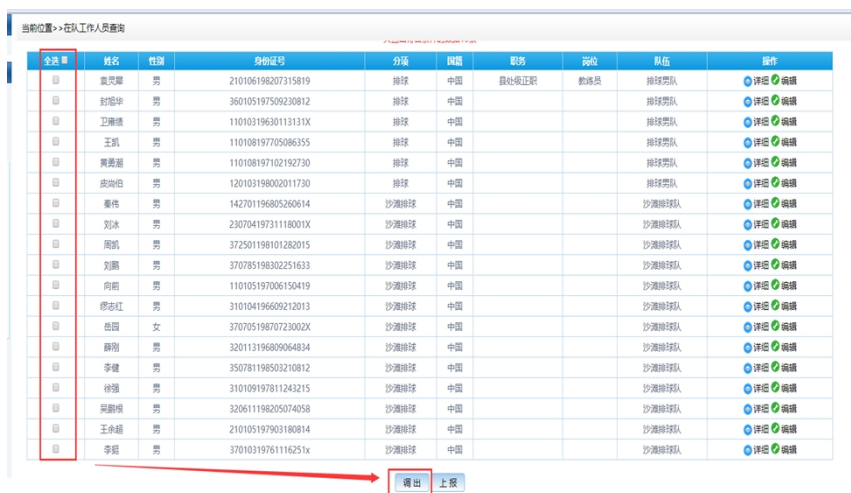 当前位置>>在队工作人员查询
全选 姓名 性别 身份证号 分项 国籍 职务 岗位 队伍 操作
袁灵犀 男 210106198207315819 排球 中国 县处级正职 教练员 排球男队 详细 编辑
封旭华 男 360105197509230812 排球 中国 排球男队 详细 编辑
卫雍绩 男 11010319630113131X 排球 中国 排球男队 详细 编辑
王凯 男 110108197705086355 排球 中国 排球男队 详细 编辑
黄勇潮 男 110108197102192730 排球 中国 排球男队 详细 编辑
皮尚伯 男 120103198002011730 排球 中国 排球男队 详细 编辑
秦伟 男 142701196805260614 沙滩排球 中国 沙滩排球队 详细 编辑
刘冰 男 23070419731118001X 沙滩排球 中国 沙滩排球队 详细 编辑
周凯 男 372501198101282015 沙滩排球 中国 沙滩排球队 详细 编辑
刘鹏 男 370785198302251633 沙滩排球 中国 沙滩排球队 详细 编辑
向前 男 110105197006150419 沙滩排球 中国 沙滩排球队 详细 编辑
缪志红 男 310104196609212013 沙滩排球 中国 沙滩排球队 详细 编辑
岳园 女 37070519870723002X 沙滩排球 中国 沙滩排球队 详细 编辑
薛刚 男 320113196809064834 沙滩排球 中国 沙滩排球队 详细 编辑
李健 男 350781198503210812 沙滩排球 中国 沙滩排球队 详细 编辑
徐强 男 310109197811243215 沙滩排球 中国 沙滩排球队 详细 编辑
吴鹏根 男 320611198205074058 沙滩排球 中国 沙滩排球队 详细 编辑
王余超 男 210105197903180814 沙滩排球 中国 沙滩排球队 详细 编辑
李挺 男 37010319761116251x 沙滩排球 中国 沙滩排球队 详细 编辑
调出 上报